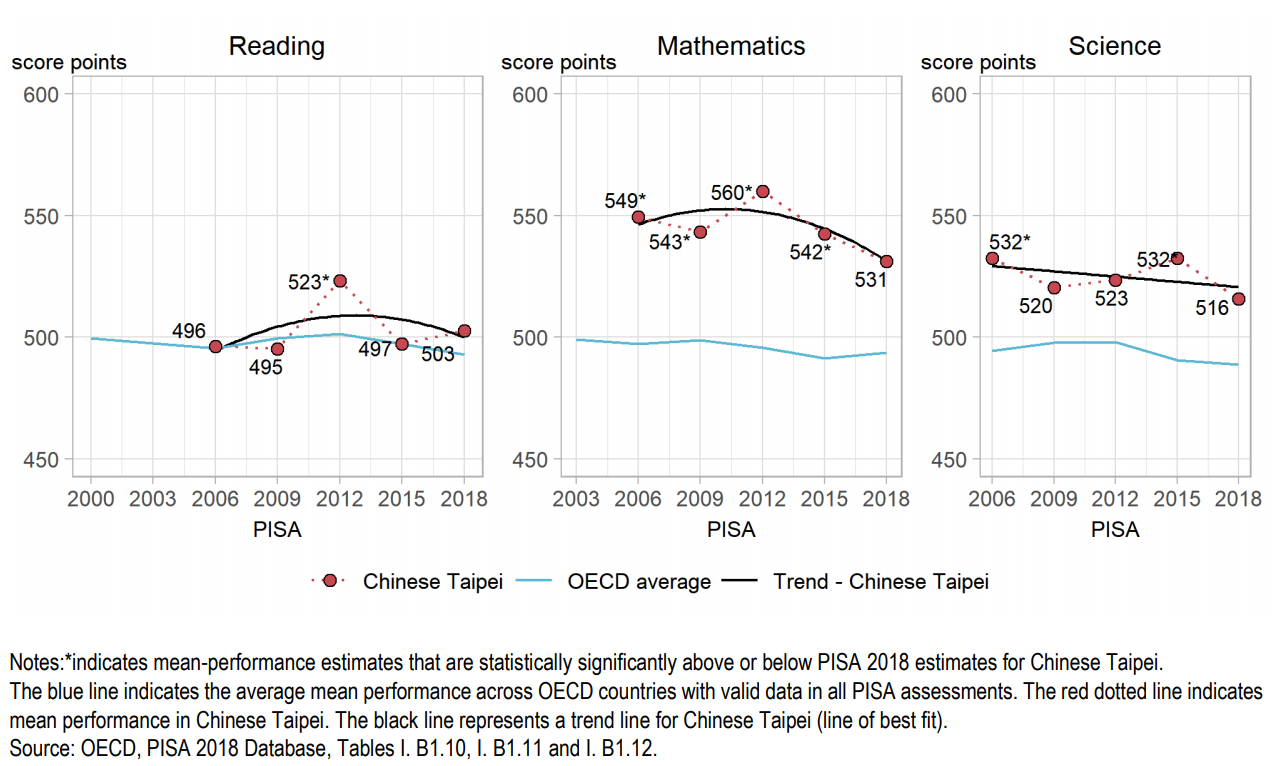 Reading
score points
600
550
500
450
496
495
523*
497
503
2000 2003 2006 2009 2012 2015 2018
PISA
Mathematics
score points
600
550
500
450
549*
543*
560*
542*
531
2003 2006 2009 2012 2015 2018
PISA
Science
score points
600
550
500
450
532*
520
523
532*
516
2006 2009 2012 2015 2018
PISA
Chinese Taipei OECD average Trend - Chinese Taipei
Notes:*indicates mean-performance estimates that are statistically significantly above or below PISA 2018 estimates for Chinese Taipei.
The blue line indicates the average mean performance across OECD countries with valid data in all PISA assessments. The red dotted line indicates
mean performance in Chinese Taipei. The black line represents a trend line for Chinese Taipei (line of best fit).
Source: OECD, PISA 2018 Database, Tables I. B1.10, I. B1.11 and I. B1.12.